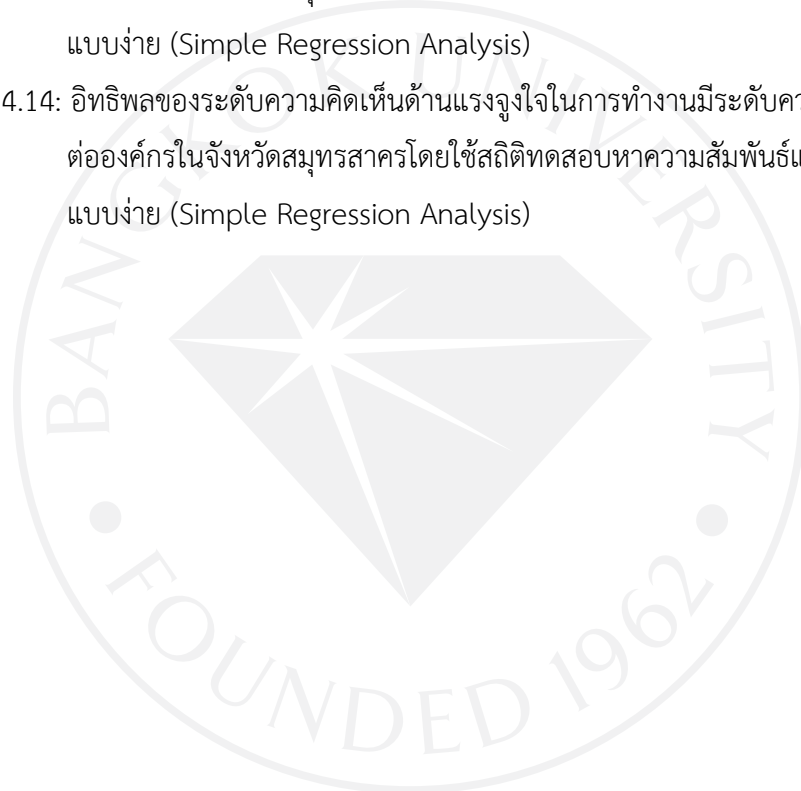 แบบง่าย (Simple Regression Analysis)
4.14: อิทธิพลของระดับความคิดเห็นด้านแรงจูงใจในการทำงานมีระดับคว
ต่อองค์กรในจังหวัดสมุทรสาครโดยใช้สถิติทดสอบหาความสัมพันธ์แ
แบบง่าย (Simple Regression Analysis)
BANGKOK UNIVERSITY
FOUNDED 1962